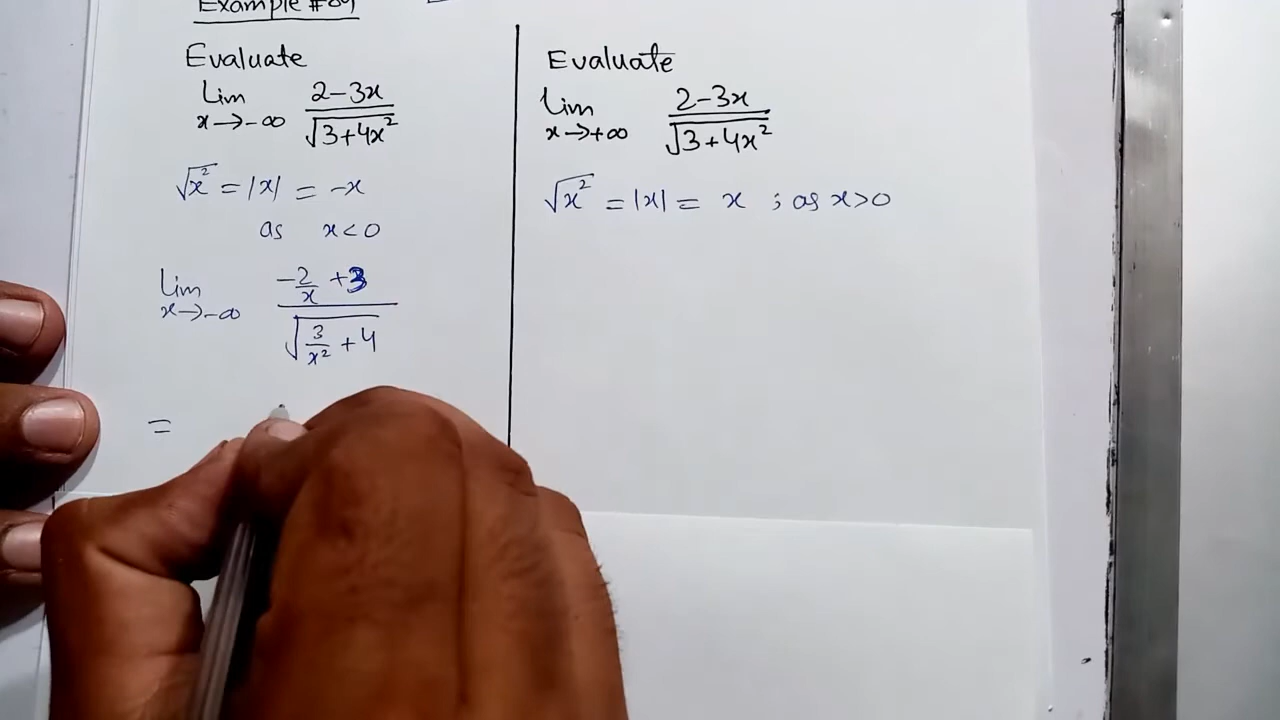 Example #04
Evaluate
Lim x→-∞ (2-3x)/√(3+4x²)
√x² = |x| = -x
as x<0
Lim x→-∞ (-2/x +3)/√(3/x² + 4)
=
Evaluate
Lim x→+∞ (2-3x)/√(3+4x²)
√x² = |x| = x ; as x>0